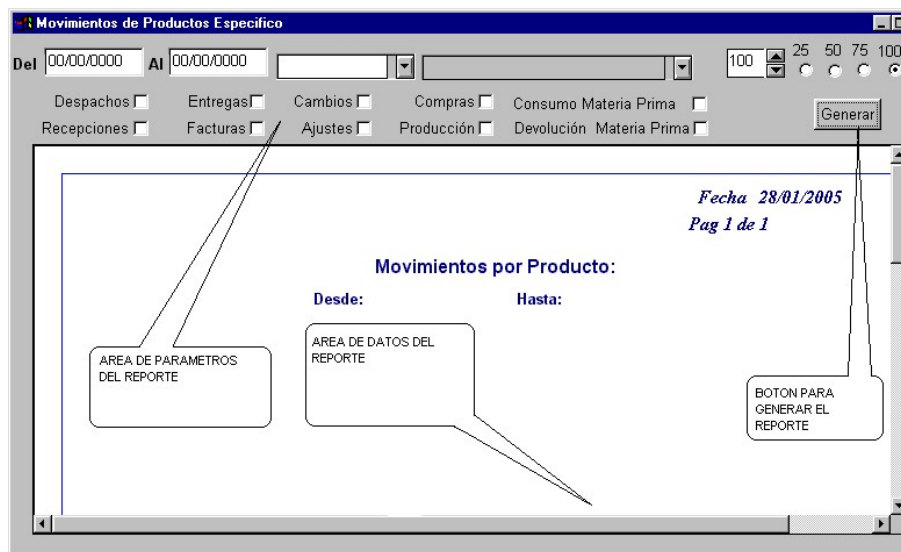 Movimientos de Productos Especifico
Del 00/00/0000 Al 00/00/0000 100 25 50 75 100
Despachos Entregas Cambios Compras Consumo Materia Prima
Recepciones Facturas Ajustes Producción Devolución Materia Prima
Generar
Fecha 28/01/2005
Pag 1 de 1
Movimientos por Producto:
Desde: Hasta:
AREA DE PARAMETROS
DEL REPORTE
AREA DE DATOS DEL
REPORTE
BOTON PARA
GENERAR EL
REPORTE